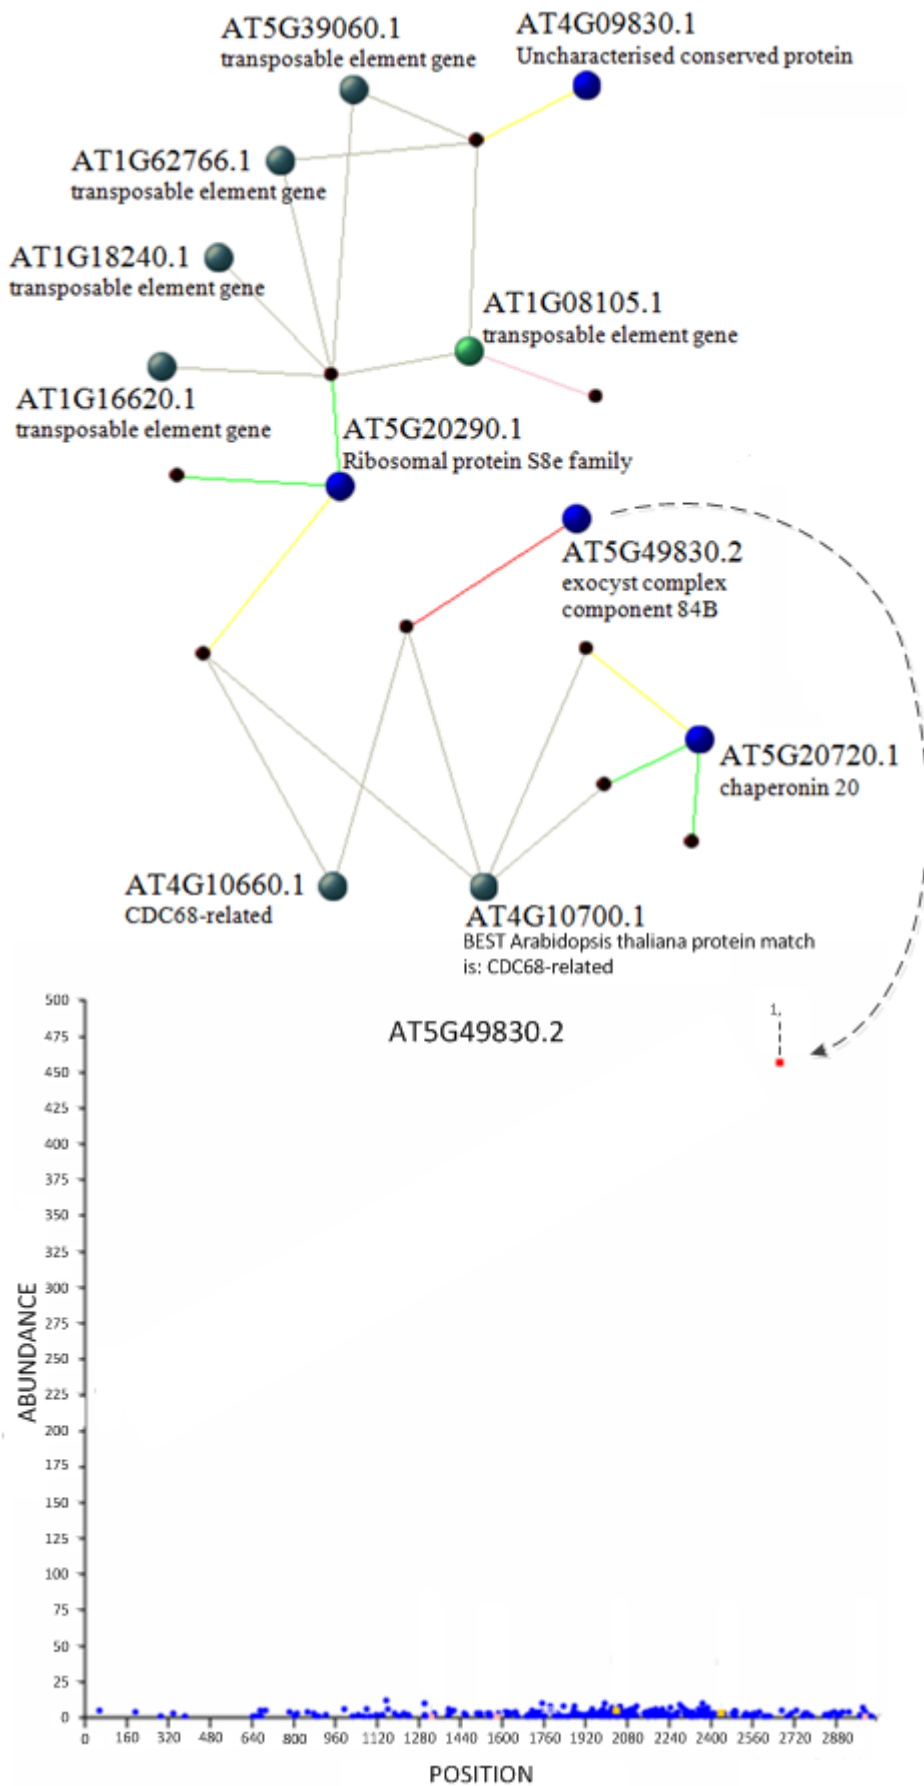 AT5G39060.1
transposable element gene
AT4G09830.1
Uncharacterised conserved protein
AT1G62766.1
transposable element gene
AT1G18240.1
transposable element gene
AT1G08105.1
transposable element gene
AT1G16620.1
transposable element gene
AT5G20290.1
Ribosomal protein S8e family
AT5G49830.2
exocyst complex
component 84B
AT5G20720.1
chaperonin 20
AT4G10660.1
CDC68-related
AT4G10700.1
BEST Arabidopsis thaliana protein match
is: CDC68-related
AT5G49830.2
1,
500
475
450
425
400
375
350
325
300
275
250
225
200
175
150
125
100
75
50
25
0
ABUNDANCE
0 160 320 480 640 800 960 1120 1280 1440 1600 1760 1920 2080 2240 2400 2560 2720 2880
POSITION